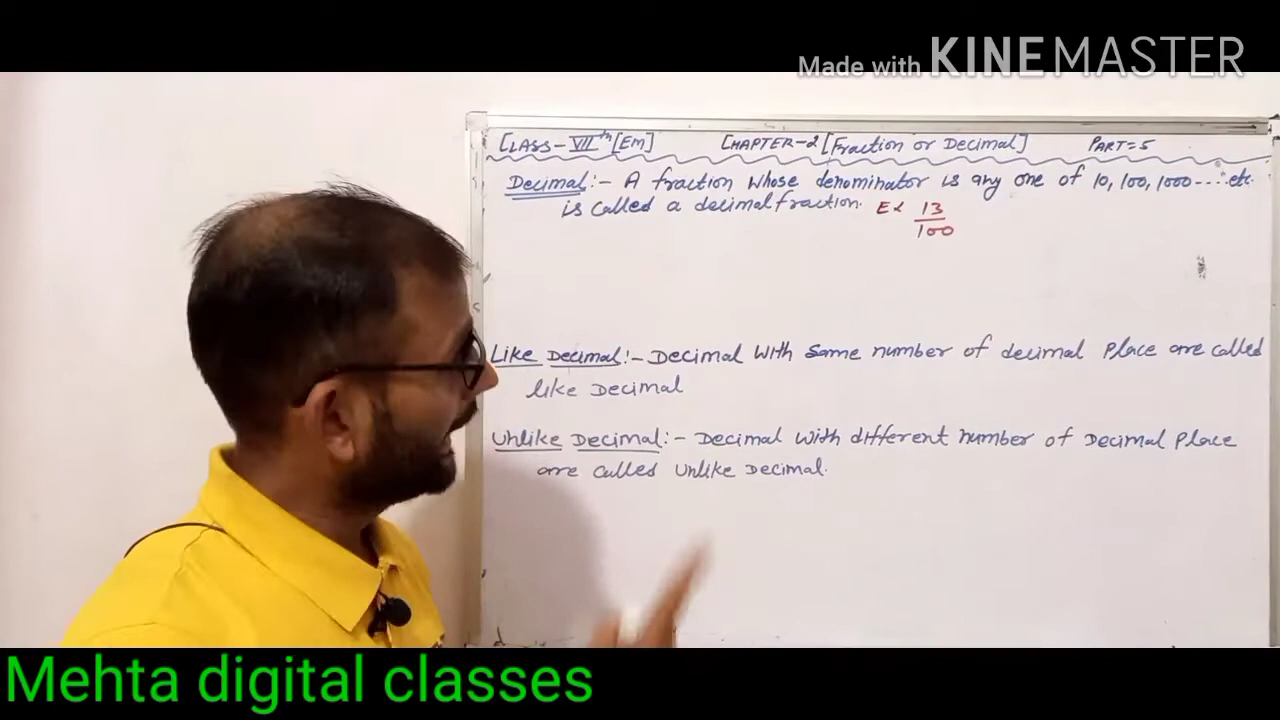 Made with KINEMASTER
CLASS - VIIth [Em] CHAPTER-2 [Fraction or Decimal] PART=5
Decimal:- A fraction whose denominator is any one of 10, 100, 1000.....etc.
is called a decimal fraction. Ex 13/100
Like Decimal:- Decimal with Same number of decimal Place are called
like Decimal
Unlike Decimal:- Decimal with different number of Decimal Place
are called Unlike Decimal.
Mehta digital classes